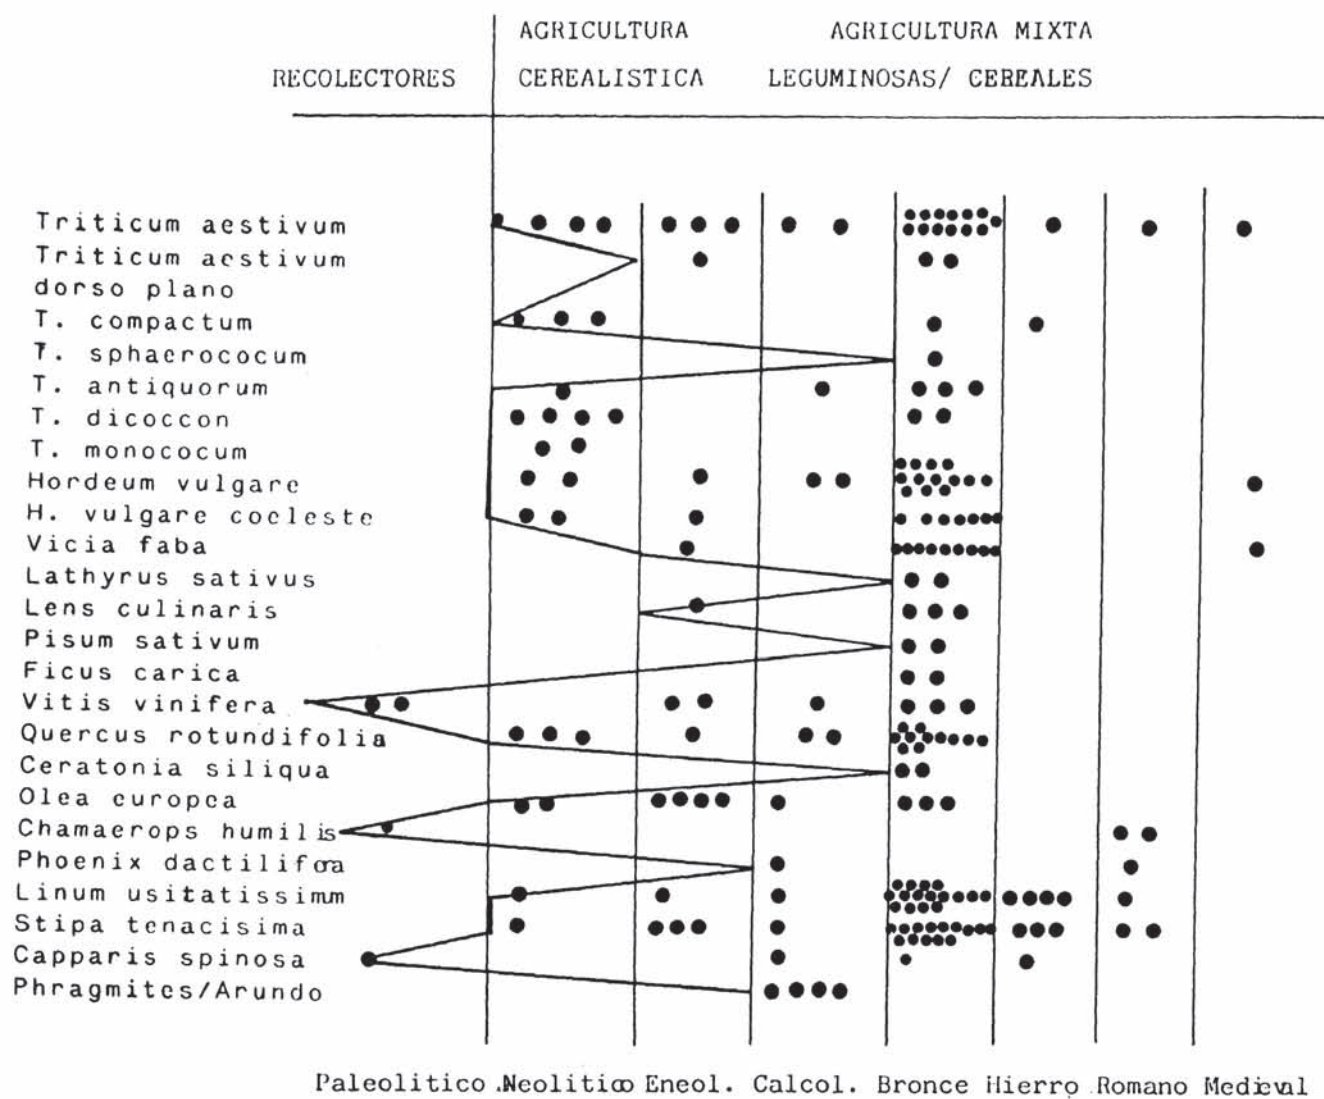 AGRICULTURA AGRICULTURA MIXTA
RECOLECTORES CEREALISTICA LEGUMINOSAS/ CEREALES
Triticum aestivum
Triticum aestivum
dorso plano
T. compactum
T. sphaerococum
T. antiquorum
T. dicoccon
T. monococum
Hordeum vulgare
H. vulgare coeleste
Vicia faba
Lathyrus sativus
Lens culinaris
Pisum sativum
Ficus carica
Vitis vinifera
Quercus rotundifolia
Ceratonia siliqua
Olea europea
Chamaerops humilis
Phoenix dactilifora
Linum usitatissimm
Stipa tenacisima
Capparis spinosa
Phragmites/Arundo
Paleolitico Neolitico Eneol. Calcol. Bronce Hierro Romano Medieval